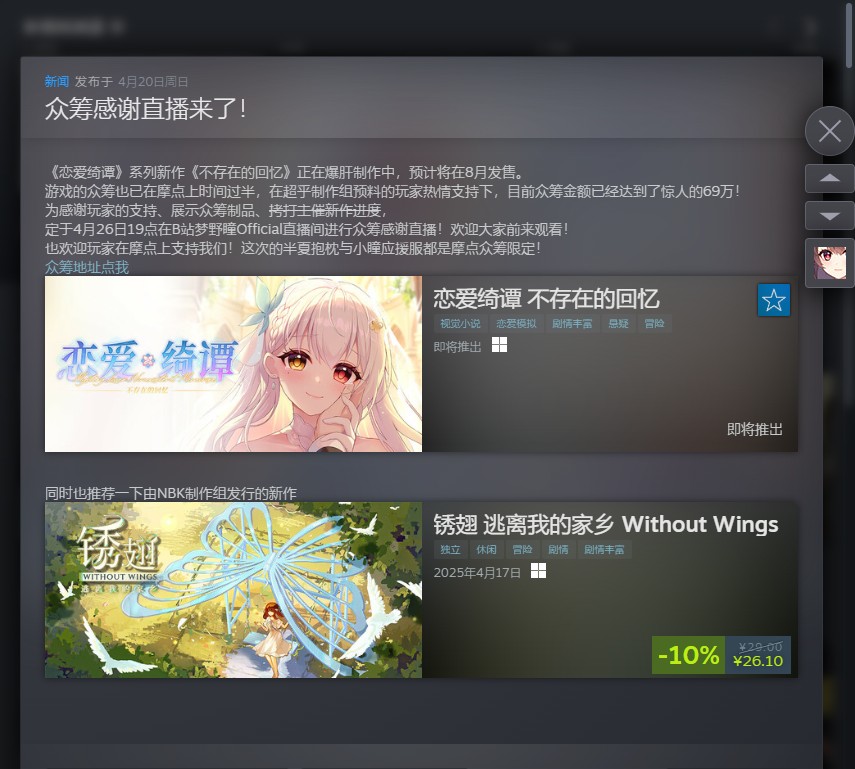 新闻 发布于 4月20日周日
众筹感谢直播来了！
《恋爱绮谭》系列新作《不存在的回忆》正在爆肝制作中，预计将在8月发售。
游戏的众筹也已在摩点上时间过半，在超乎制作组预料的玩家热情支持下，目前众筹金额已经达到了惊人的69万！
为感谢玩家的支持、展示众筹制品、拷打主催新作进度，
定于4月26日19点在B站梦野瞳Official直播间进行众筹感谢直播！欢迎大家前来观看！
也欢迎玩家在摩点上支持我们！这次的半夏抱枕与小瞳应援服都是摩点众筹限定！
众筹地址点我
恋爱绮谭
不存在的回忆
恋爱绮谭 不存在的回忆
视觉小说 恋爱模拟 剧情丰富 悬疑 冒险
即将推出
即将推出
同时也推荐一下由NBK制作组发行的新作
锈翅
WITHOUT WINGS
逃离我的家乡
锈翅 逃离我的家乡 Without Wings
独立 休闲 冒险 剧情 剧情丰富
2025年4月17日
-10%
¥29.00
¥26.10